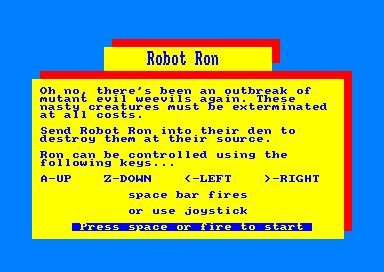 Robot Ron
Oh no, there's been an outbreak of
mutant evil weevils again. These
nasty creatures must be exterminated
at all costs.
Send Robot Ron into their den to
destroy them at their source.
Ron can be controlled using the
following keys...
A-UP Z-DOWN <-LEFT >-RIGHT
space bar fires
or use joystick
Press space or fire to start